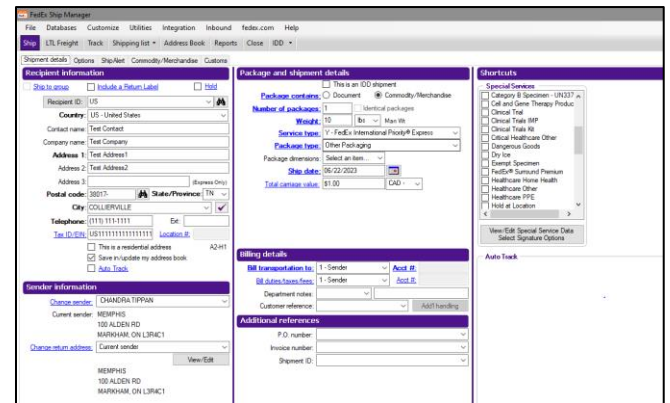 FedEx Ship Manager
File Databases Customize Utilities Integration Inbound fedex.com Help
Ship LTL Freight Track Shipping list Address Book Reports Close IDD
Shipment details Options ShipAlert Commodity/Merchandise Customs
Recipient information
Ship to group Include a Return Label Hold
Recipient ID: US
Country: US - United States
Contact name: Test Contact
Company name: Test Company
Address 1: Test Address1
Address 2: Test Address2
Address 3: (Express Only)
Postal code: 38017- State/Province: TN
City: COLLIERVILLE
Telephone: (111) 111-1111 Ext:
Tax ID/EIN: Location #:
This is a residential address A2-H1
Save in/update my address book
Auto Track
Sender information
Change sender: CHANDRA TIPPAN
Current sender: MEMPHIS
100 ALDEN RD
MARKHAM, ON L3R4C1
Change return address: Current sender
View/Edit
MEMPHIS
100 ALDEN RD
MARKHAM, ON L3R4C1
Package and shipment details
This is an IDD shipment
Package contains: Document Commodity/Merchandise
Number of packages: 1 Identical packages
Weight: 10 lbs Man Wt
Service type: Y - FedEx International Priority® Express
Package type: Other Packaging
Package dimensions: Select an item...
Ship date: 06/22/2023
Total carriage value: $1.00 CAD -
Billing details
Bill transportation to: 1 - Sender Acct #:
Bill duties/taxes/fees: 1 - Sender Acct #:
Department notes:
Customer reference: Add'l handling
Additional references
P.O. number:
Invoice number:
Shipment ID:
Shortcuts
Special Services
Category B Specimen - UN337
Cell and Gene Therapy Produc
Clinical Trial
Clinical Trials IMP
Clinical Trials Kit
Critical Healthcare Other
Dangerous Goods
Dry Ice
Exempt Specimen
FedEx® Surround Premium
Healthcare Home Health
Healthcare Other
Healthcare PPE
Hold at Location
View/Edit Special Service Data
Select Signature Options
Auto Track